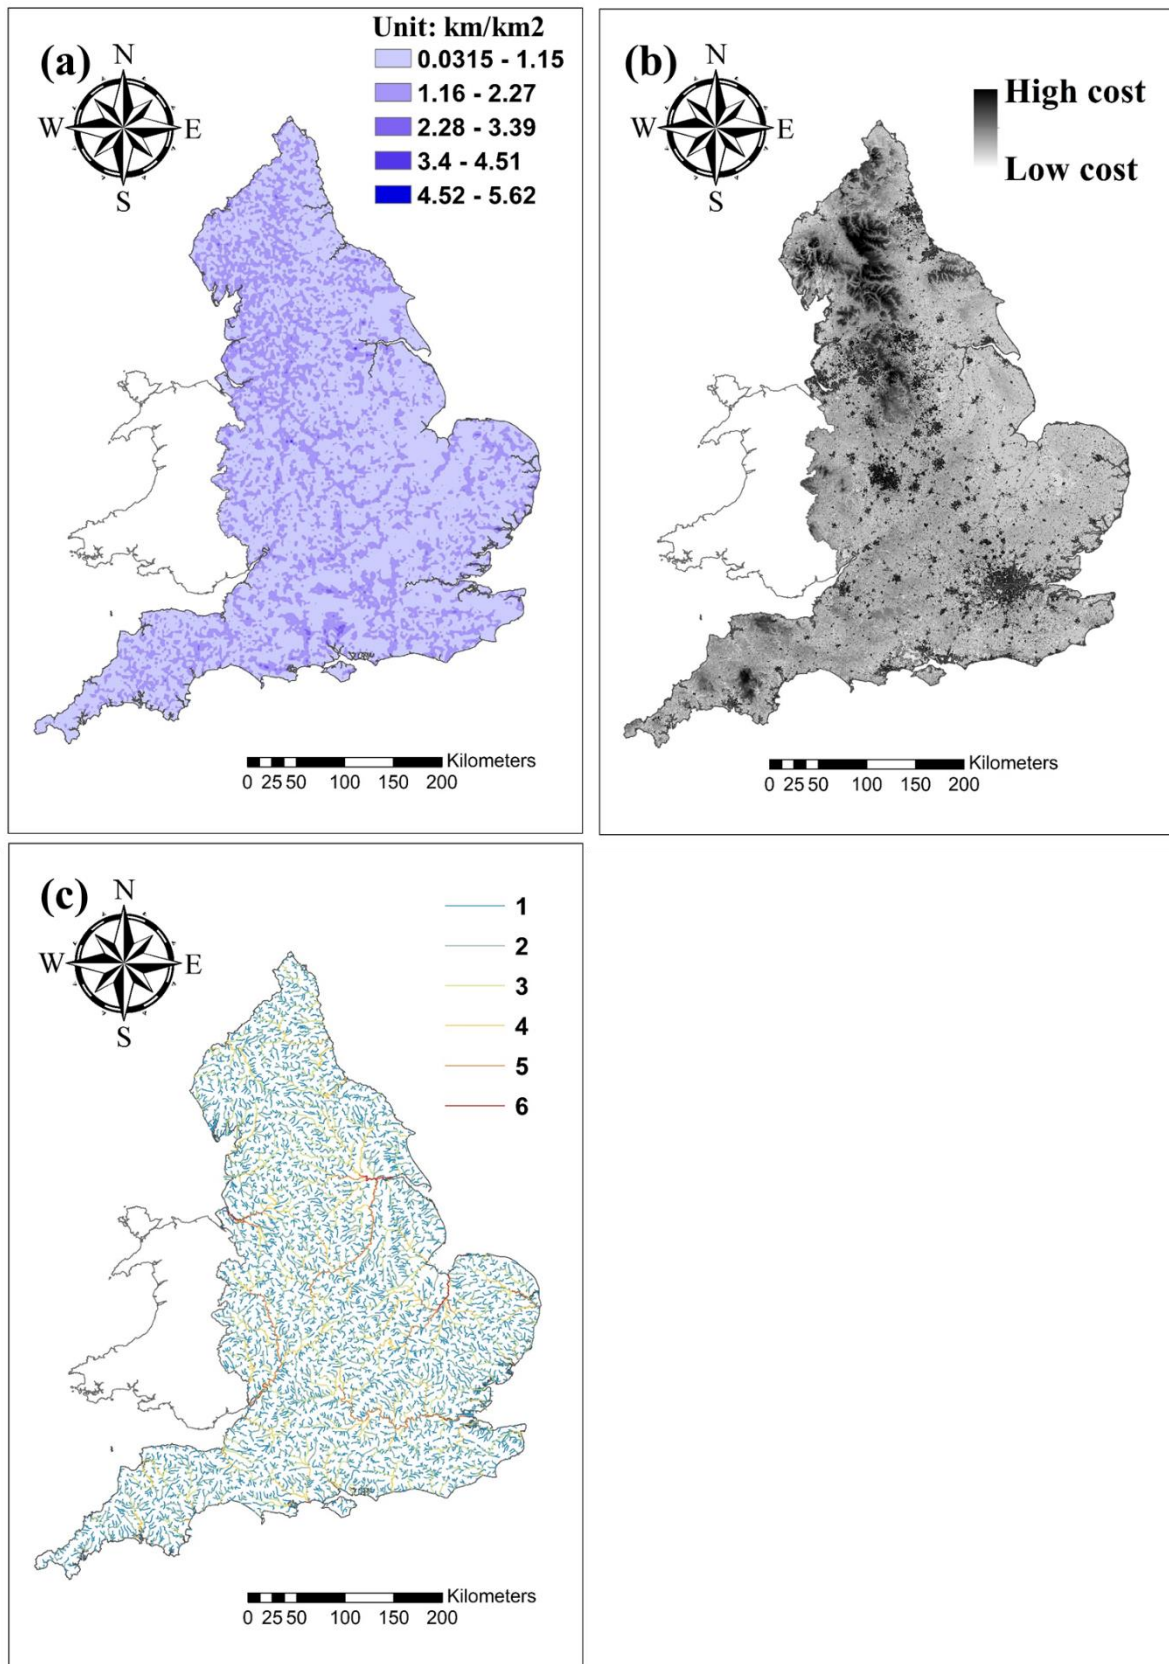 (a)
N
W E
S
Unit: km/km2
0.0315 - 1.15
1.16 - 2.27
2.28 - 3.39
3.4 - 4.51
4.52 - 5.62
Kilometers
0 25 50 100 150 200
(b)
N
W E
S
High cost
Low cost
Kilometers
0 25 50 100 150 200
(c)
N
W E
S
1
2
3
4
5
6
Kilometers
0 25 50 100 150 200